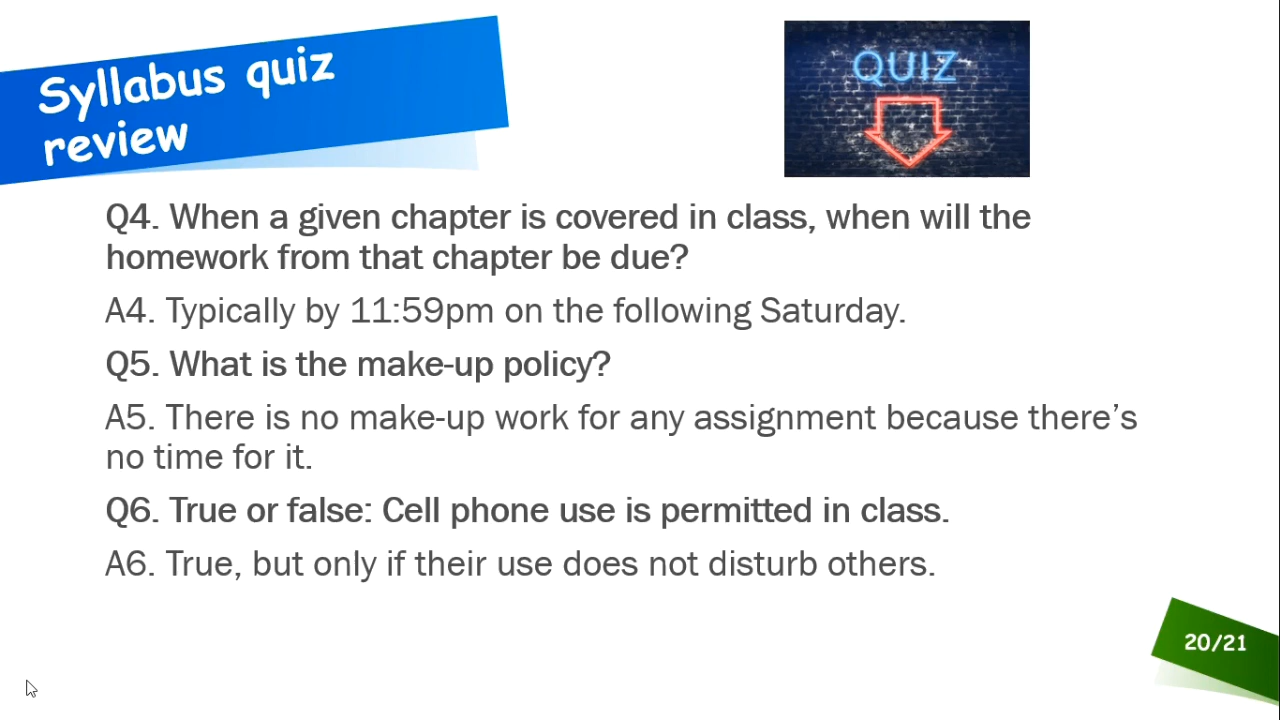 Syllabus quiz
review
QUIZ
Q4. When a given chapter is covered in class, when will the
homework from that chapter be due?
A4. Typically by 11:59pm on the following Saturday.
Q5. What is the make-up policy?
A5. There is no make-up work for any assignment because there’s
no time for it.
Q6. True or false: Cell phone use is permitted in class.
A6. True, but only if their use does not disturb others.
20/21